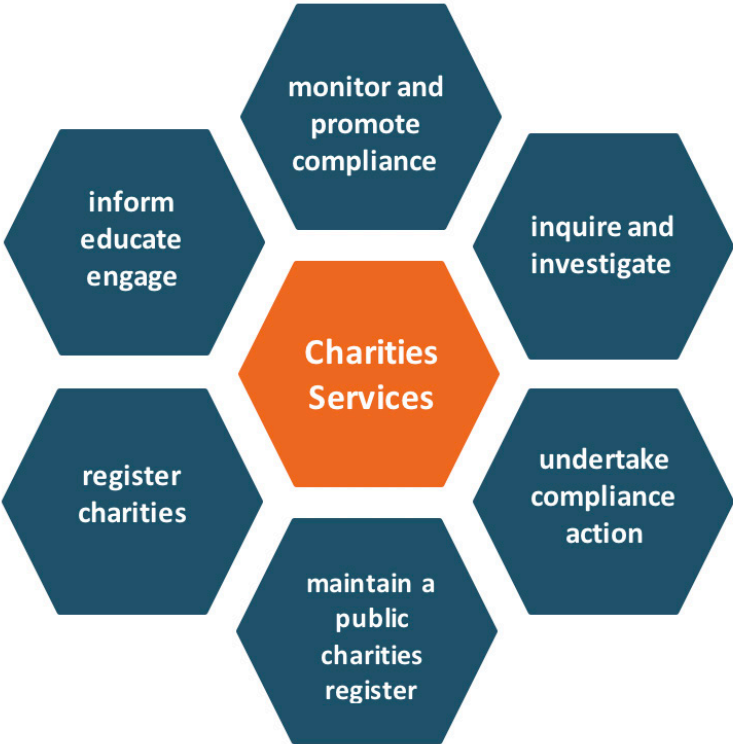 monitor and
promote
compliance
inform
educate
engage
inquire and
investigate
Charities
Services
register
charities
undertake
compliance
action
maintain a
public
charities
register